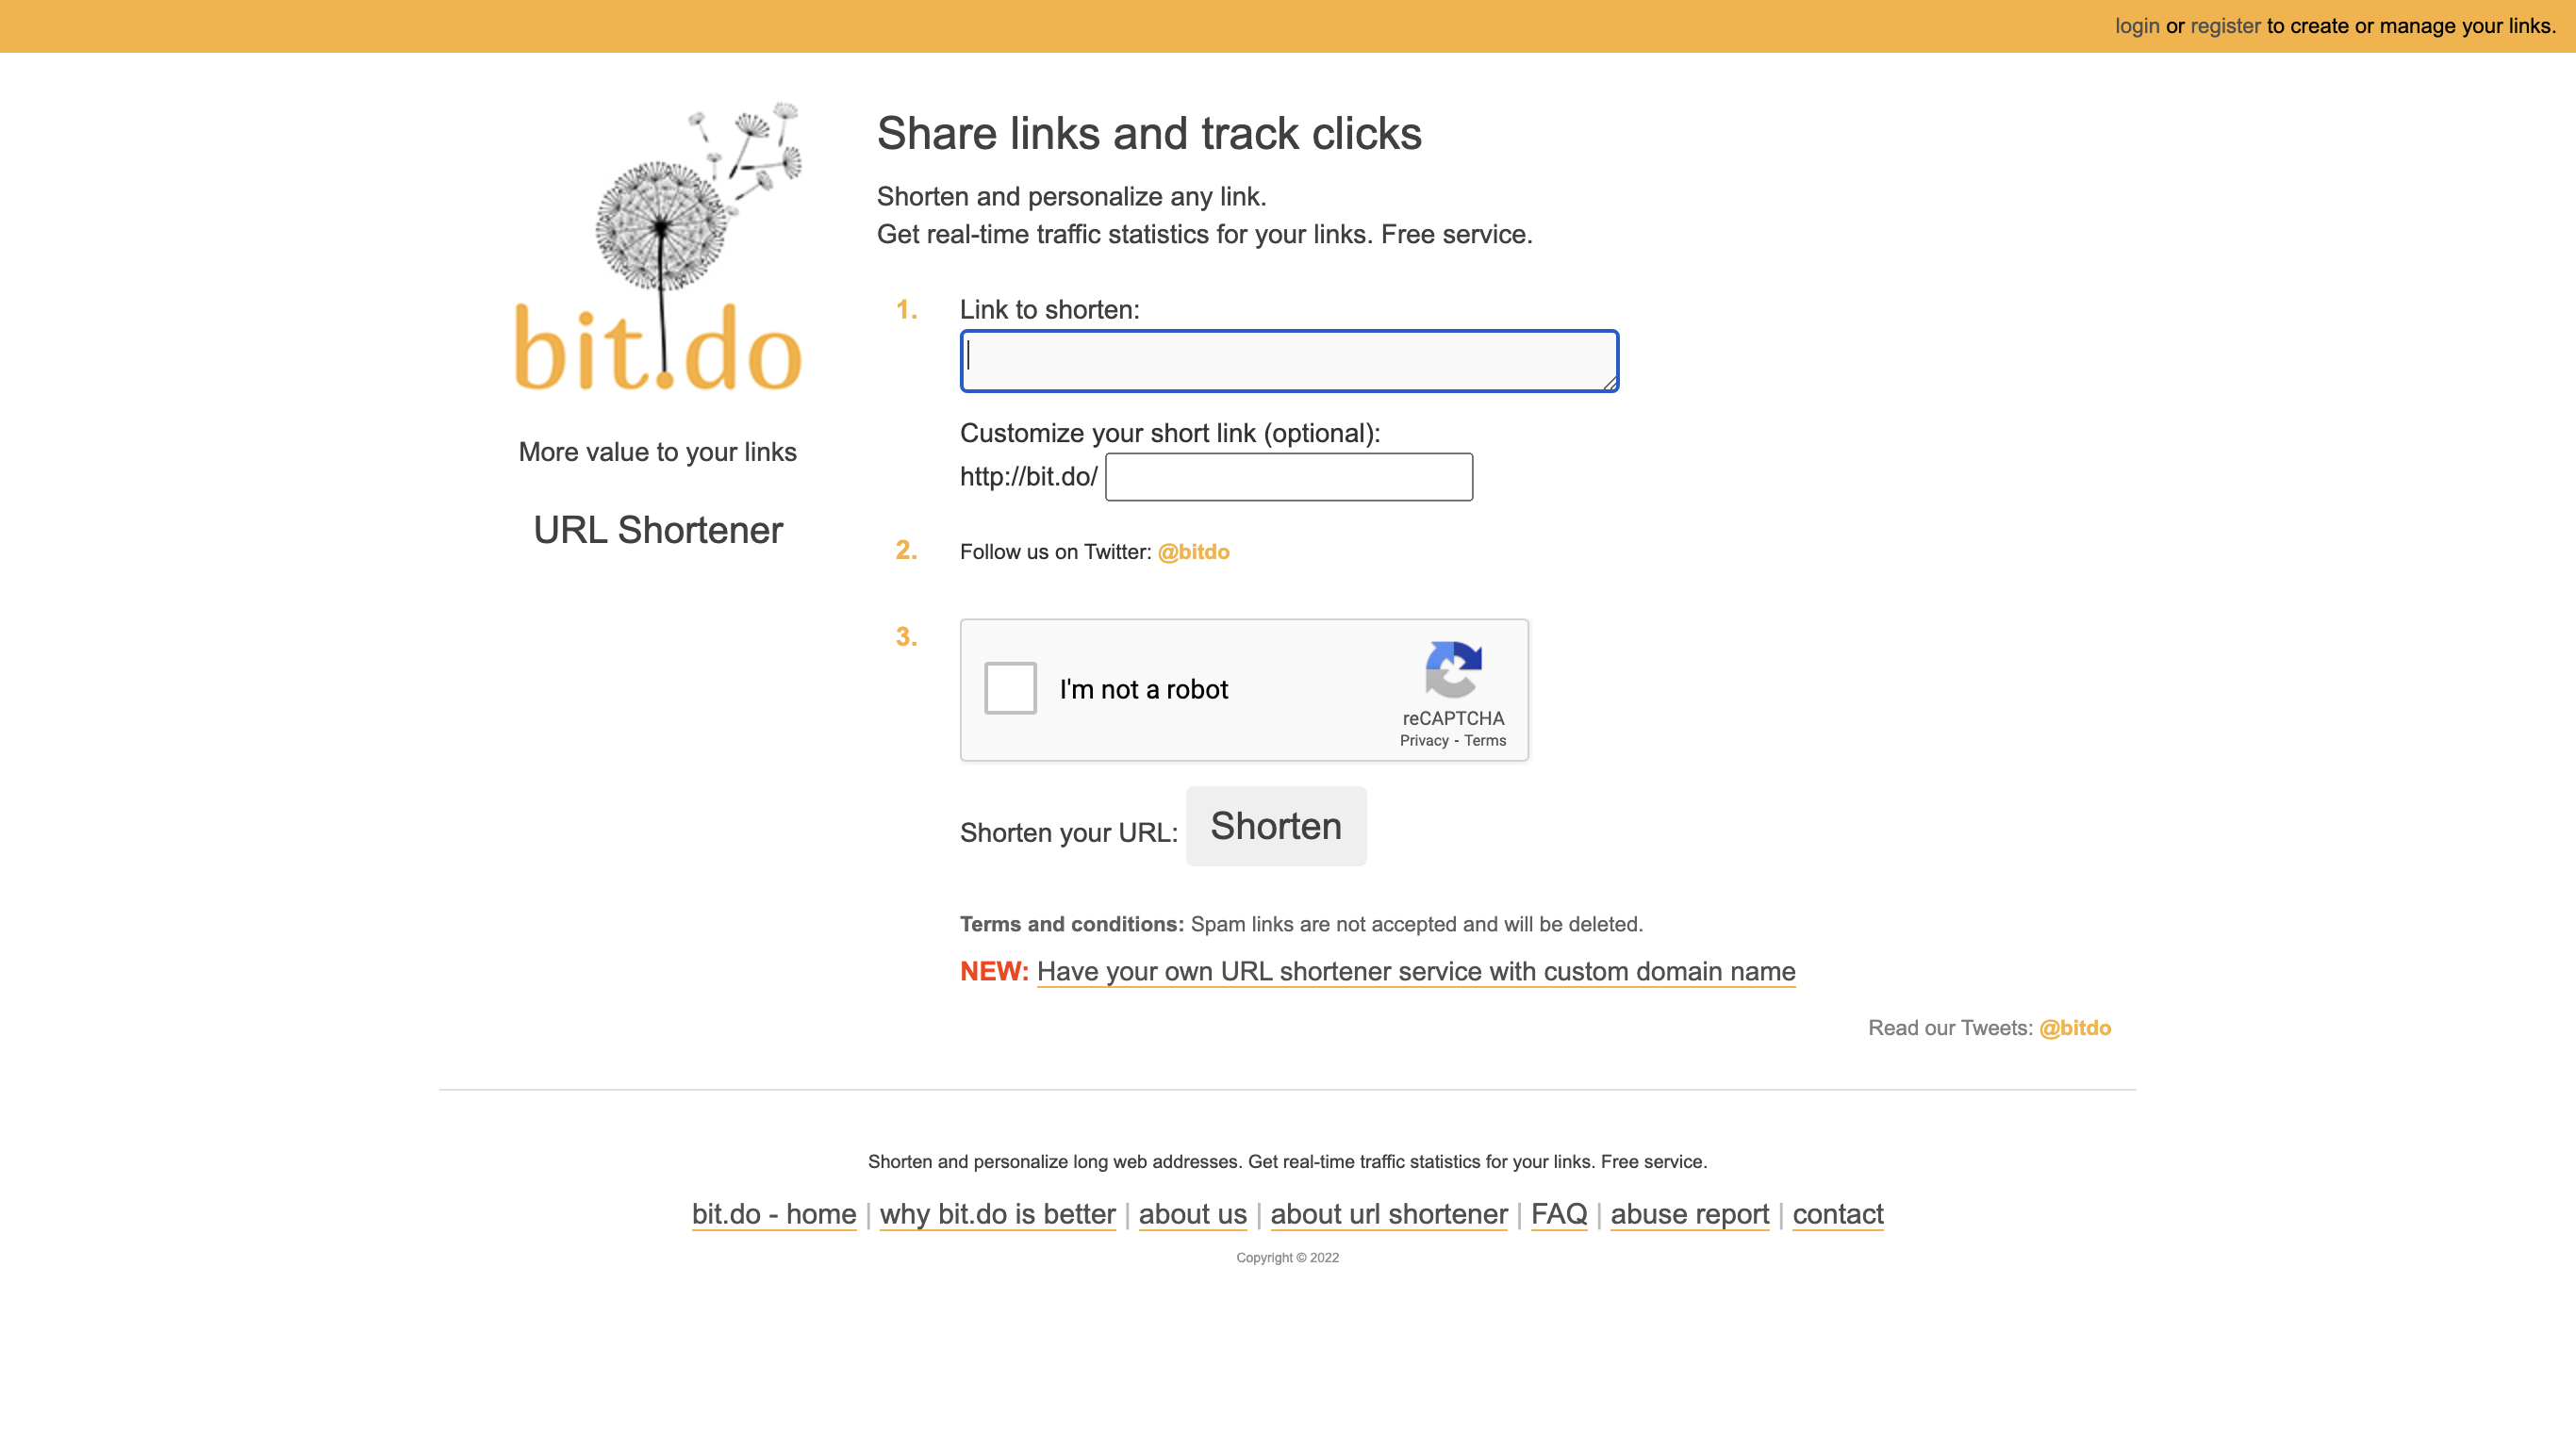 login or register to create or manage your links.
bit.do
More value to your links
URL Shortener
Share links and track clicks
Shorten and personalize any link.
Get real-time traffic statistics for your links. Free service.
1. Link to shorten:
Customize your short link (optional):
http://bit.do/
2. Follow us on Twitter: @bitdo
3. I'm not a robot
reCAPTCHA
Privacy - Terms
Shorten your URL: Shorten
Terms and conditions: Spam links are not accepted and will be deleted.
NEW: Have your own URL shortener service with custom domain name
Read our Tweets: @bitdo
Shorten and personalize long web addresses. Get real-time traffic statistics for your links. Free service.
bit.do - home | why bit.do is better | about us | about url shortener | FAQ | abuse report | contact
Copyright © 2022